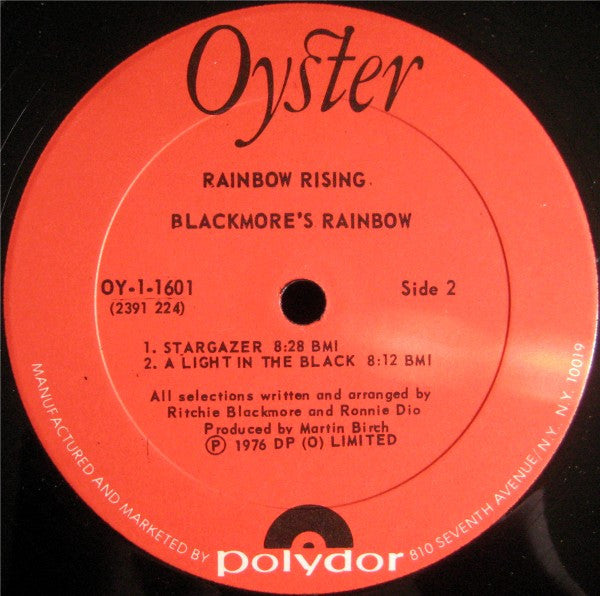 Oyster
RAINBOW RISING
BLACKMORE'S RAINBOW
OY-1-1601
(2391 224)
Side 2
1. STARGAZER 8:28 BMI
2. A LIGHT IN THE BLACK 8:12 BMI
All selections written and arranged by
Ritchie Blackmore and Ronnie Dio
Produced by Martin Birch
Ⓟ 1976 DP (O) LIMITED
MANUFACTURED AND MARKETED BY
polydor
810 SEVENTH AVENUE/N.Y. N.Y. 10019